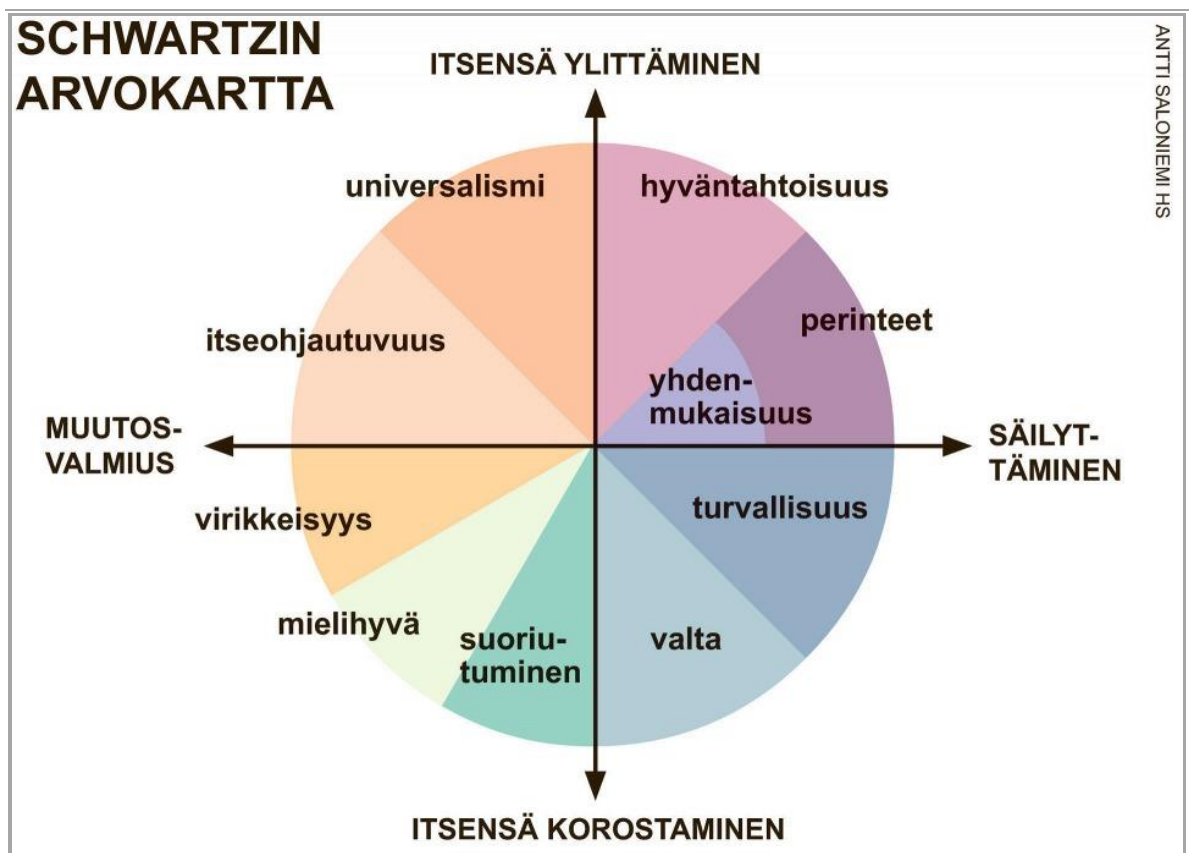 SCHWARTZIN
ARVOKARTTA
ITSENSÄ YLITTÄMINEN
ANTTI SALONIEMI HS
universalismi
hyväntahtoisuus
perinteet
itseohjautuvuus
yhden-
mukaisuus
MUUTOS-
VALMIUS
SÄILYT-
TÄMINEN
virikkeisyys
turvallisuus
mielihyvä
suoriu-
tuminen
valta
ITSENSÄ KOROSTAMINEN